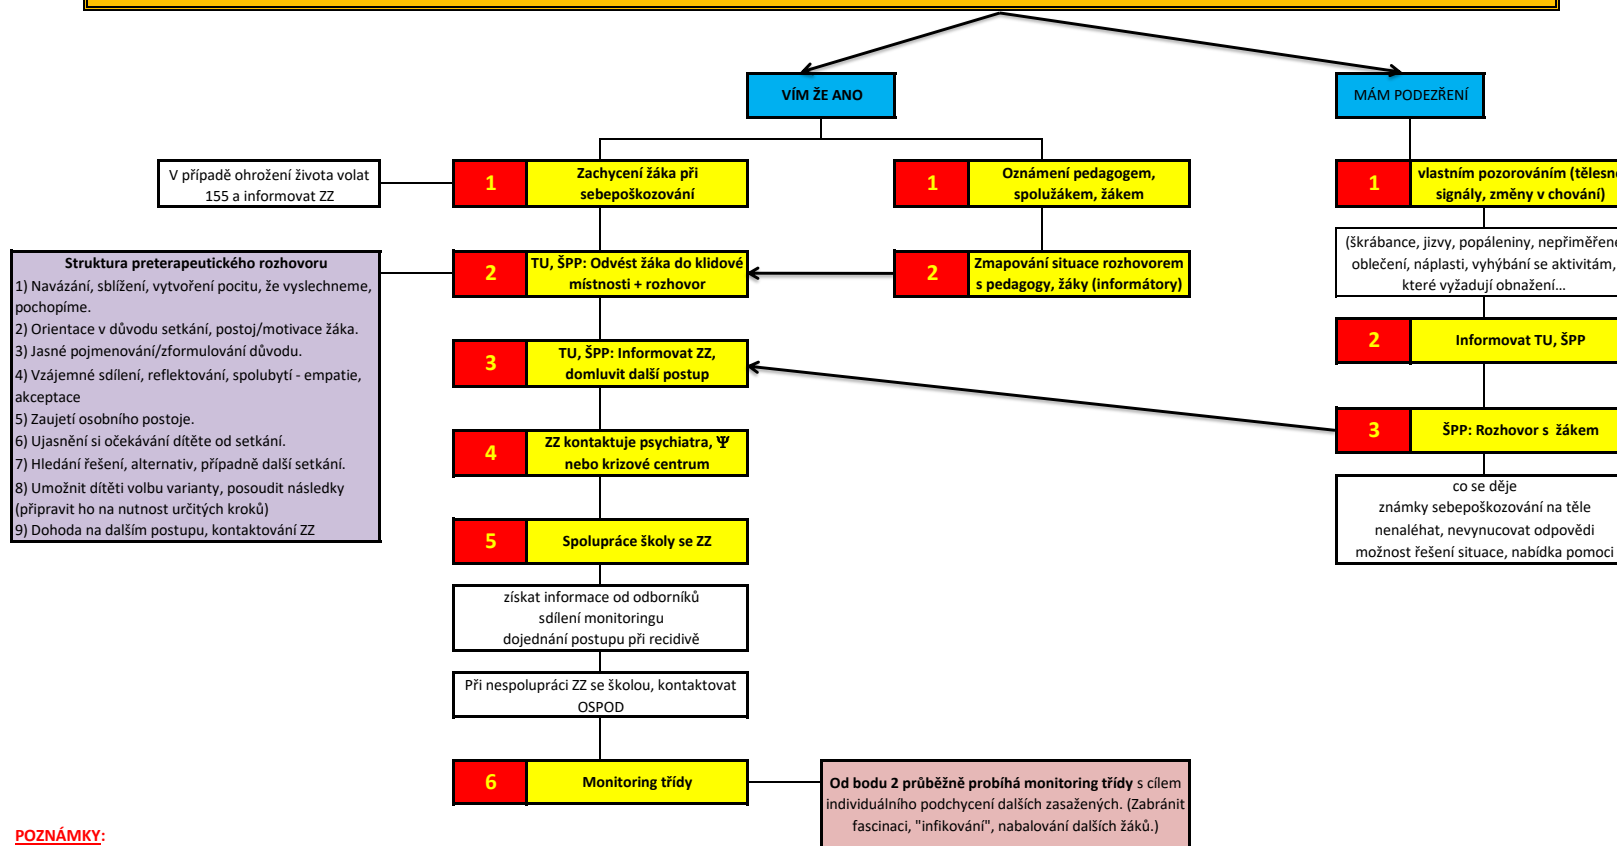 VÍM ŽE ANO
MÁM PODEZŘENÍ
V případě ohrožení života volat
155 a informovat ZZ
1
Zachycení žáka při
sebepoškozování
1
Oznámení pedagogem,
spolužákem, žákem
1
vlastním pozorováním (tělesné
signály, změny v chování)
Struktura preterapeutického rozhovoru
1) Navázání, sblížení, vytvoření pocitu, že vyslechneme,
pochopíme.
2) Orientace v důvodu setkání, postoj/motivace žáka.
3) Jasné pojmenování/zformulování důvodu.
4) Vzájemné sdílení, reflektování, spolubytí - empatie,
akceptace
5) Zaujetí osobního postoje.
6) Ujasnění si očekávání dítěte od setkání.
7) Hledání řešení, alternativ, případně další setkání.
8) Umožnit dítěti volbu varianty, posoudit následky
(připravit ho na nutnost určitých kroků)
9) Dohoda na dalším postupu, kontaktování ZZ
2
TU, ŠPP: Odvést žáka do klidové
místnosti + rozhovor
2
Zmapování situace rozhovorem
s pedagogy, žáky (informátory)
(škrábance, jizvy, popáleniny, nepřiměřené
oblečení, náplasti, vyhýbání se aktivitám,
které vyžadují obnažení…
2
Informovat TU, ŠPP
3
TU, ŠPP: Informovat ZZ,
domluvit další postup
3
ŠPP: Rozhovor s žákem
4
ZZ kontaktuje psychiatra, Ψ
nebo krizové centrum
co se děje
známky sebepoškozování na těle
nenaléhat, nevynucovat odpovědi
možnost řešení situace, nabídka pomoci
5
Spolupráce školy se ZZ
získat informace od odborníků
sdílení monitoringu
dojednání postupu při recidivě
Při nespolupráci ZZ se školou, kontaktovat
OSPOD
6
Monitoring třídy
Od bodu 2 průběžně probíhá monitoring třídy s cílem
individuálního podchycení dalších zasažených. (Zabránit
fascinaci, "infikování", nabalování dalších žáků.)
POZNÁMKY: